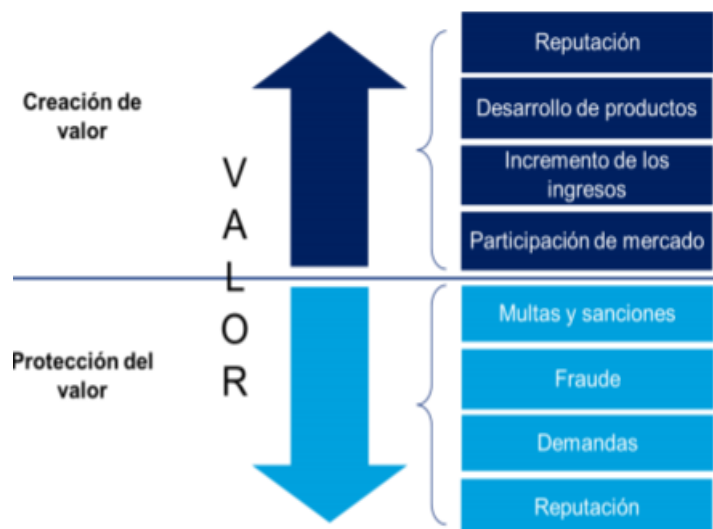 Creación de
valor
VALOR
Reputación
Desarrollo de productos
Incremento de los
ingresos
Participación de mercado
Protección del
valor
Multas y sanciones
Fraude
Demandas
Reputación